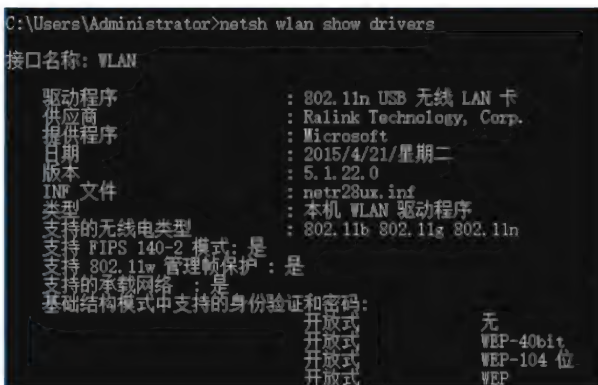 C:\Users\Administrator>netsh wlan show drivers
接口名称: WLAN
驱动程序 : 802.11n USB 无线 LAN 卡
供应商 : Ralink Technology, Corp.
提供程序 : Microsoft
日期 : 2015/4/21/星期二
版本 : 5.1.22.0
INF 文件 : netr28ux.inf
类型 : 本机 WLAN 驱动程序
支持的无线电类型 : 802.11b 802.11g 802.11n
支持 FIPS 140-2 模式: 是
支持 802.11w 管理帧保护 : 是
支持的承载网络 : 是
基础结构模式中支持的身份验证和密码:
开放式 无
开放式 WEP-40bit
开放式 WEP-104 位
开放式 WEP